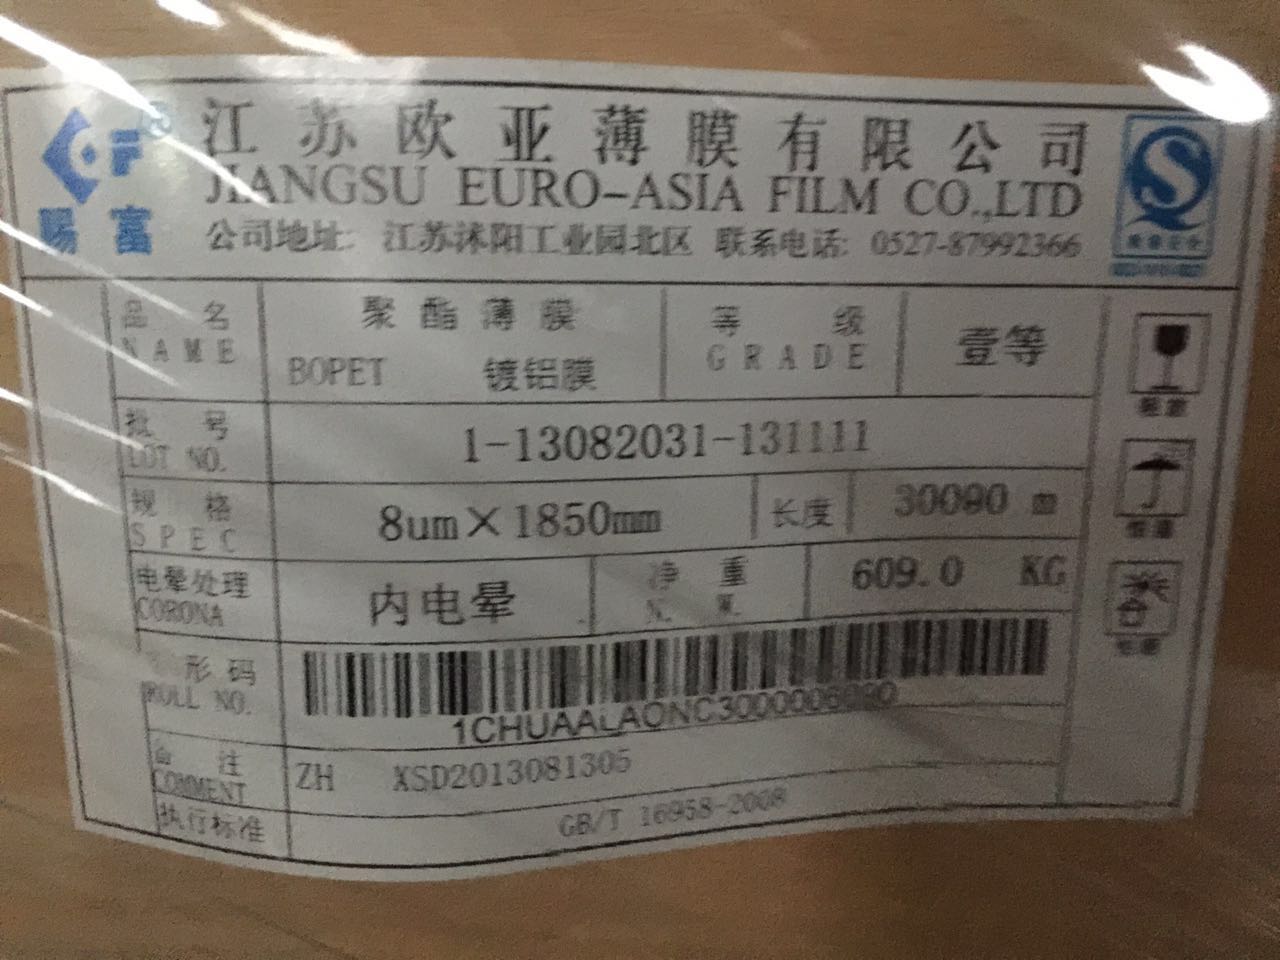 江苏欧亚薄膜有限公司
JIANGSU EURO-ASIA FILM CO.,LTD
公司地址: 江苏沭阳工业园北区 联系电话: 0527-87992366
富
品名 聚酯薄膜 等级 壹等
NAME BOPET 镀铝膜 GRADE
批号 1-13082031-131111
LOT NO.
规格 8um×1850mm 长度 30090 m
SPEC
电晕处理 内电晕 净重 609.0 KG
CORONA N. W.
形码
ROLL NO.
1CHUAALAONC3000006090
备注 ZH XSD2013081305
COMMENT
执行标准 GB/T 16958-2008